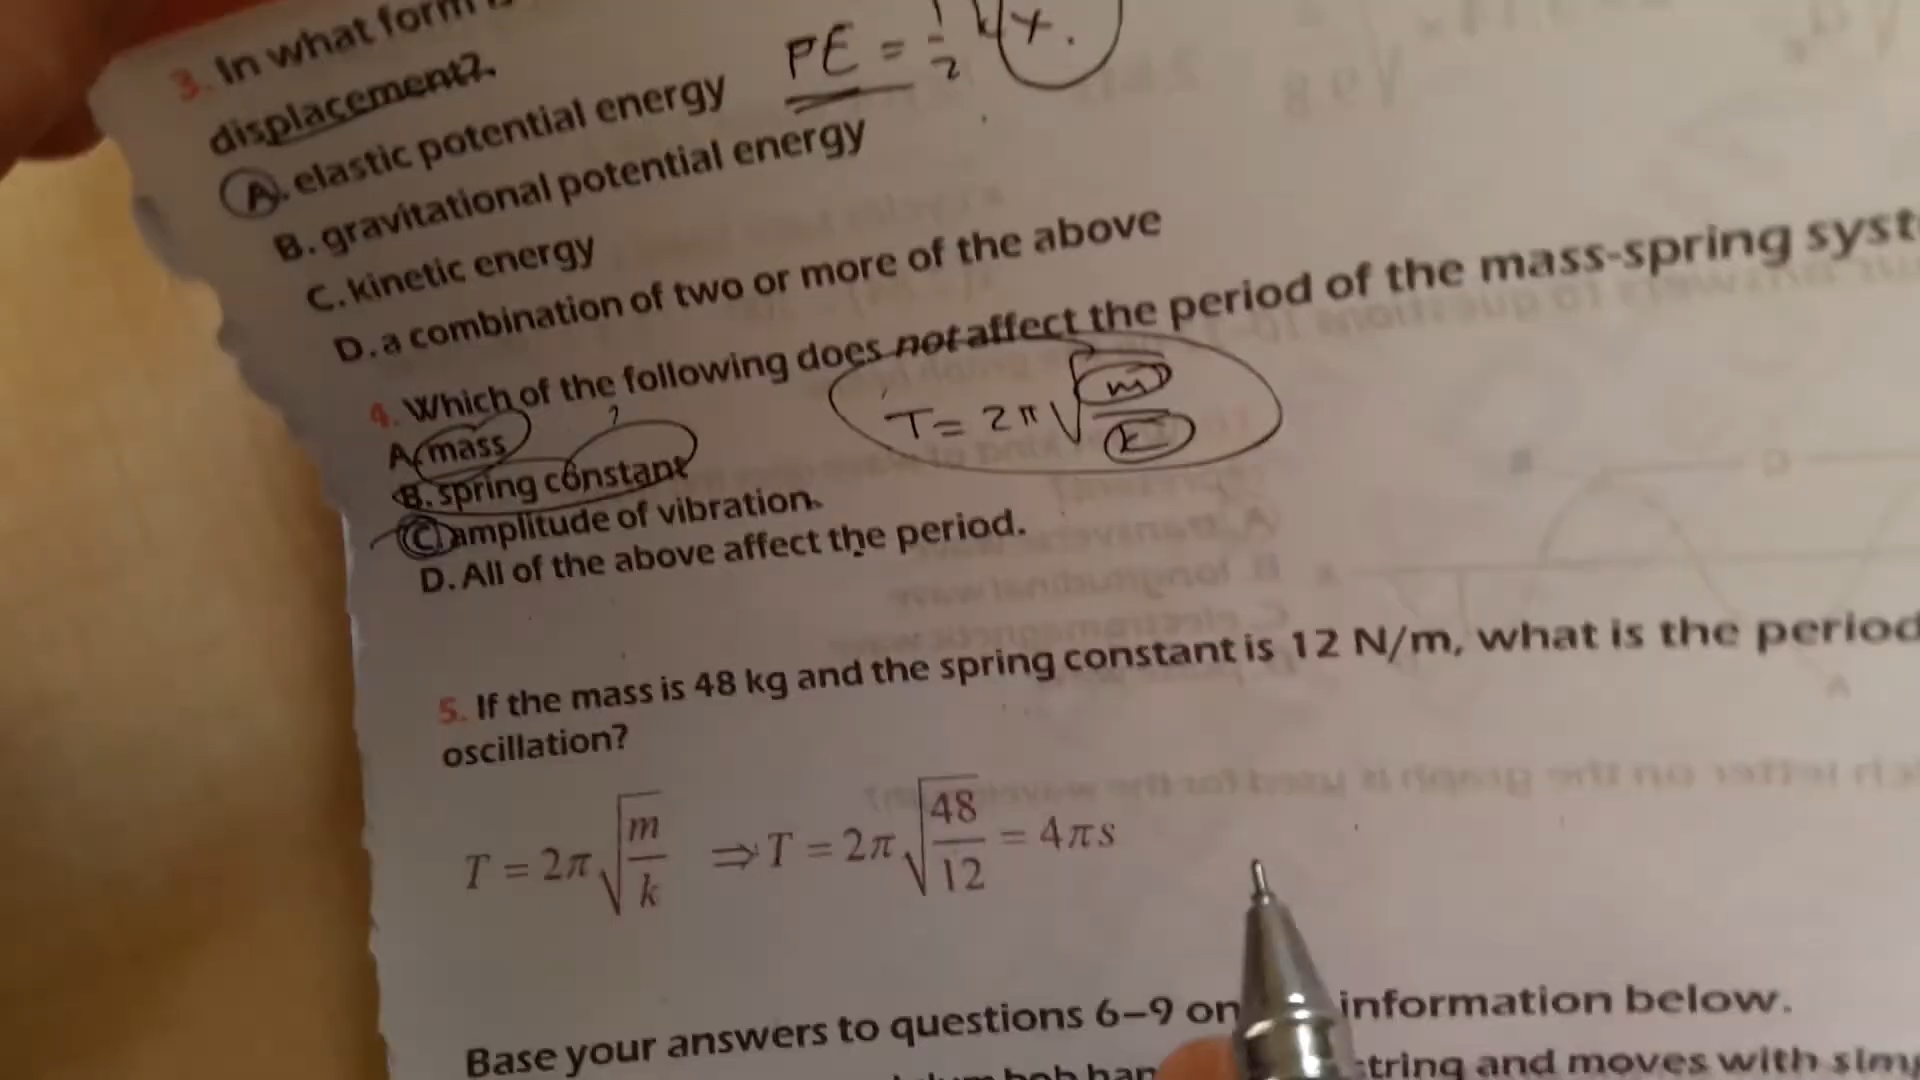 3. In what form
displacement?
PE = 1/2 k x.
A. elastic potential energy
B. gravitational potential energy
C. kinetic energy
D. a combination of two or more of the above
4. Which of the following does not affect the period of the mass-spring syst
A. mass
B. spring constant
C. amplitude of vibration.
D. All of the above affect the period.
T = 2π √(m/k)
5. If the mass is 48 kg and the spring constant is 12 N/m, what is the period
oscillation?
T = 2π √(m/k) ⇒ T = 2π √(48/12) = 4π s
Base your answers to questions 6–9 on information below.
bob han string and moves with sim